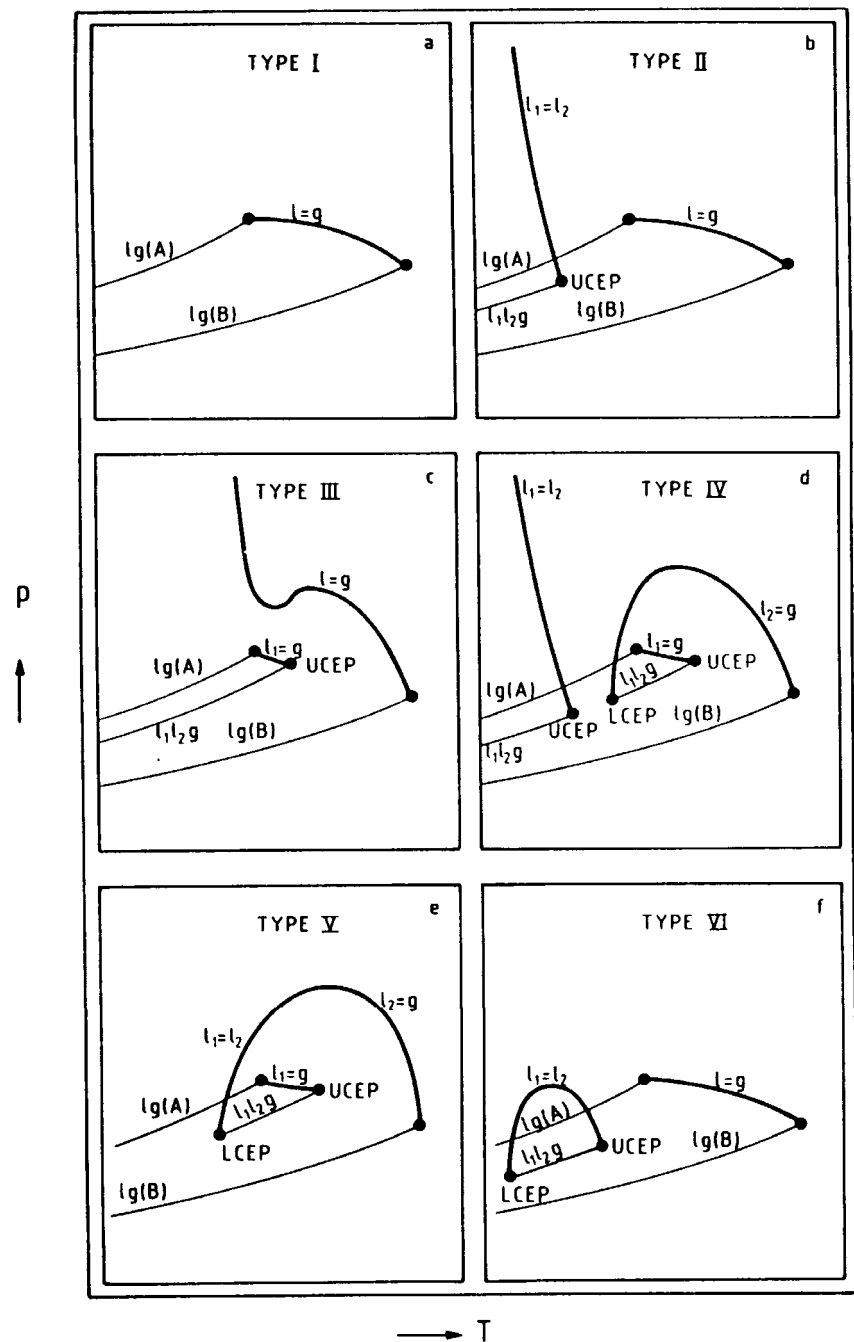 a
TYPE I
l=g
lg(A)
lg(B)
b
TYPE II
l₁=l₂
l=g
lg(A)
UCEP
l₁l₂g
lg(B)
c
TYPE III
l=g
l₁=g
UCEP
lg(A)
l₁l₂g
lg(B)
d
l₁=l₂
TYPE IV
l₂=g
l₁=g
UCEP
lg(A)
l₁l₂g
UCEP
LCEP
lg(B)
l₁l₂g
P
e
TYPE V
l₂=g
l₁=l₂
l₁=g
UCEP
lg(A)
l₁l₂g
LCEP
lg(B)
f
TYPE VI
l₁=l₂
l=g
lg(A)
l₁l₂g
UCEP
lg(B)
LCEP
T